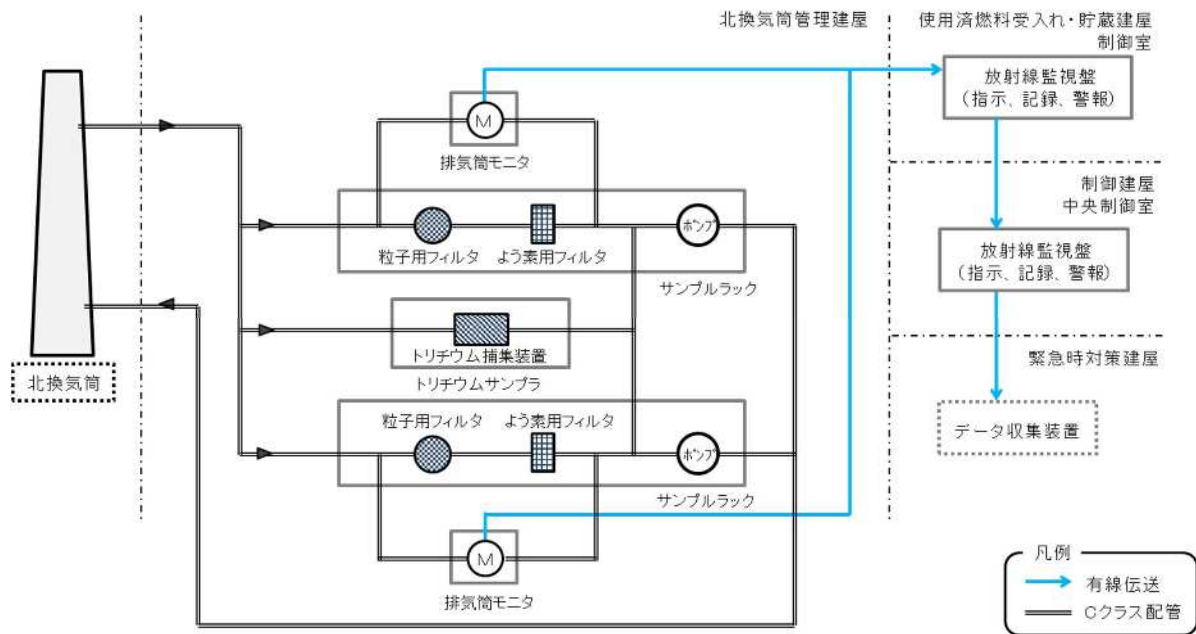 北換気筒管理建屋
使用済燃料受入れ・貯蔵建屋
制御室
放射線監視盤
(指示、記録、警報)
M
排気筒モニタ
制御建屋
中央制御室
ポンプ
粒子用フィルタ
よう素用フィルタ
放射線監視盤
(指示、記録、警報)
サンプルラック
トリチウム捕集装置
緊急時対策建屋
北換気筒
トリチウムサンプラ
粒子用フィルタ
よう素用フィルタ
データ収集装置
ポンプ
サンプルラック
M
排気筒モニタ
凡例
有線伝送
Cクラス配管